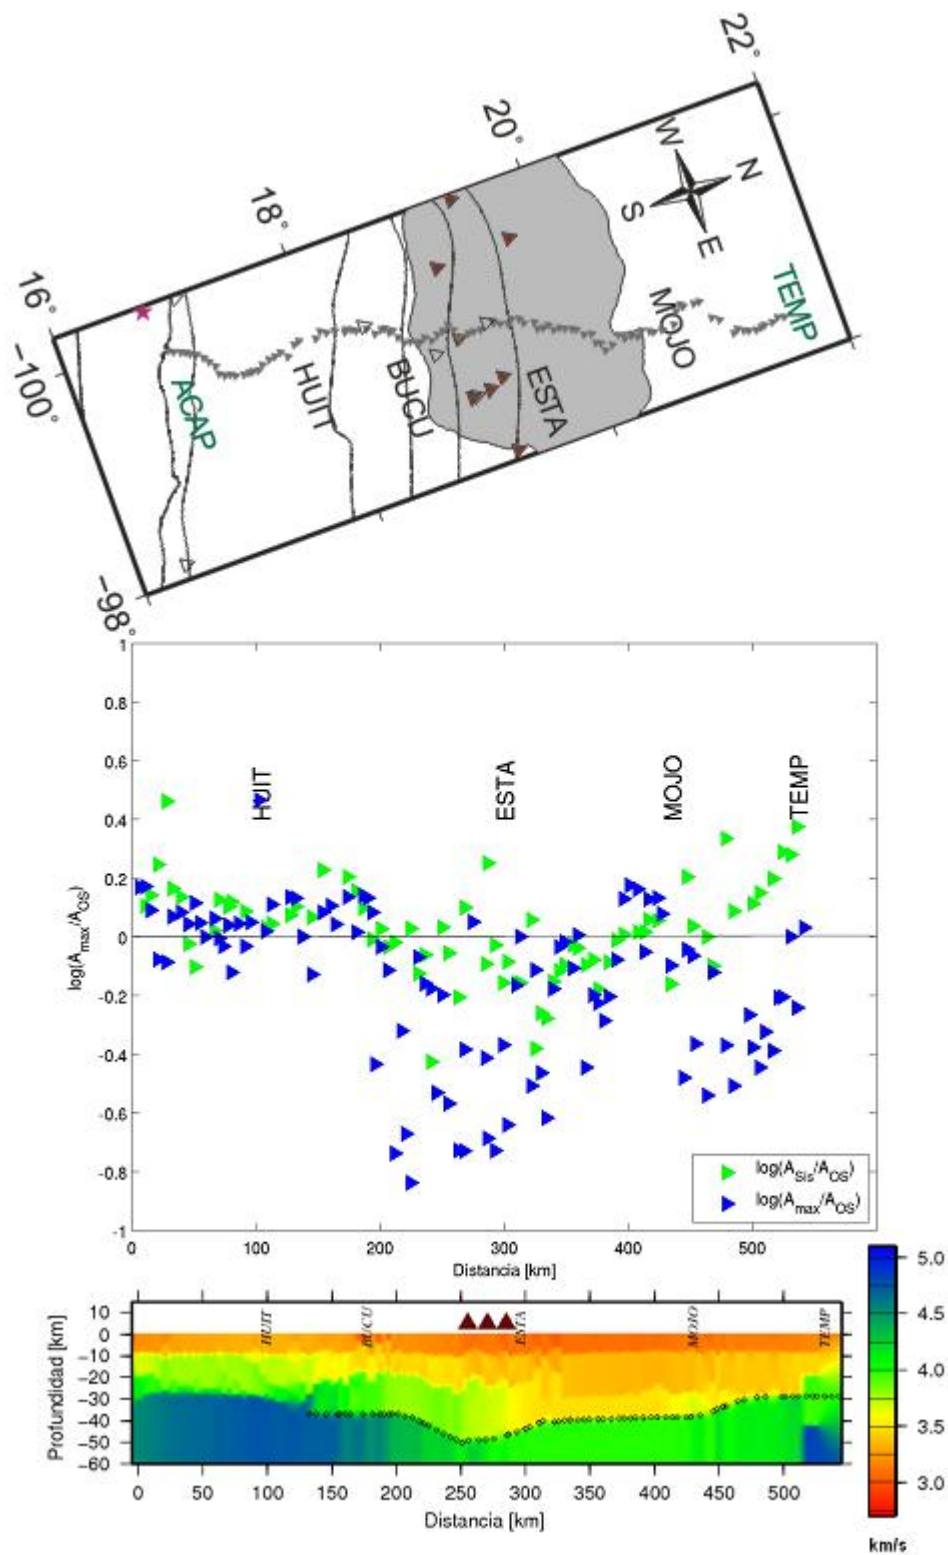 22°
20°
18°
16°
−100°
−98°
W
N
S
E
TEMP
MOJO
ESTA
BUCU
HUIT
ACAP
1
0.8
0.6
0.4
0.2
0
-0.2
-0.4
-0.6
-0.8
-1
log(A_max/A_OS)
HUIT
ESTA
MOJO
TEMP
log(A_Sis/A_OS)
log(A_max/A_OS)
0 100 200 300 400 500
Distancia [km]
10
0
−10
−20
−30
−40
−50
−60
Profundidad [km]
HUIT BUCU ESTA MOJO TEMP
0 50 100 150 200 250 300 350 400 450 500
Distancia [km]
5.0
4.5
4.0
3.5
3.0
km/s